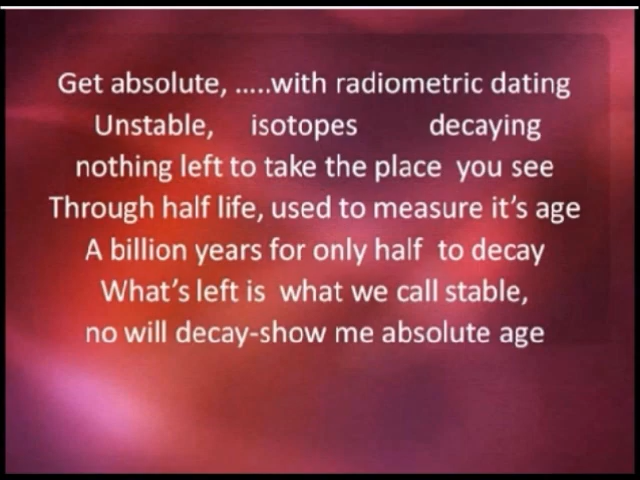 Get absolute, .....with radiometric dating
Unstable, isotopes decaying
nothing left to take the place you see
Through half life, used to measure it's age
A billion years for only half to decay
What's left is what we call stable,
no will decay-show me absolute age